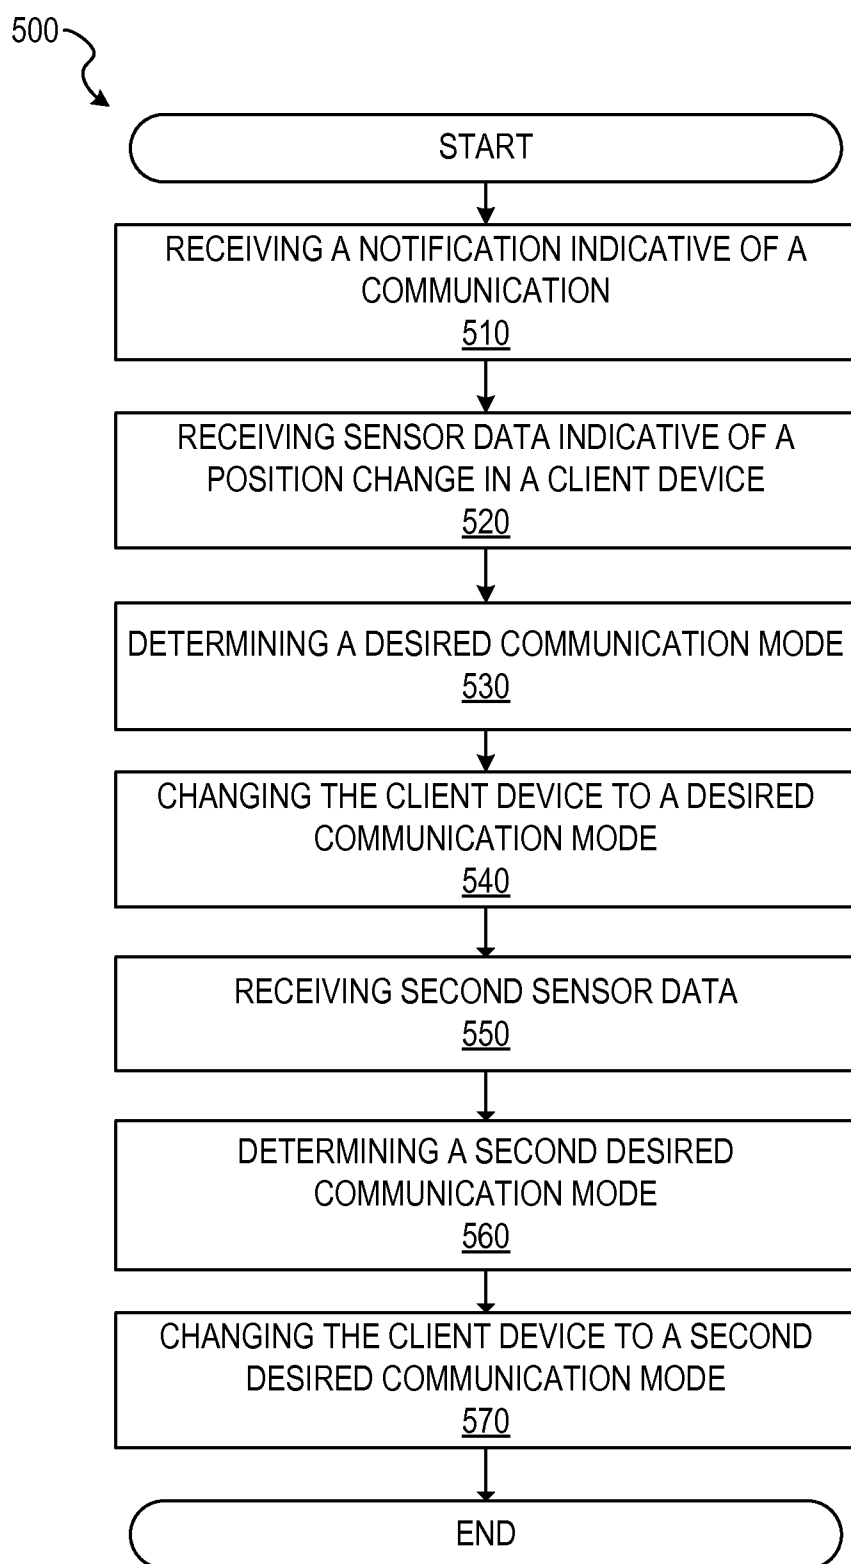 500
START
RECEIVING A NOTIFICATION INDICATIVE OF A
COMMUNICATION
510
RECEIVING SENSOR DATA INDICATIVE OF A
POSITION CHANGE IN A CLIENT DEVICE
520
DETERMINING A DESIRED COMMUNICATION MODE
530
CHANGING THE CLIENT DEVICE TO A DESIRED
COMMUNICATION MODE
540
RECEIVING SECOND SENSOR DATA
550
DETERMINING A SECOND DESIRED
COMMUNICATION MODE
560
CHANGING THE CLIENT DEVICE TO A SECOND
DESIRED COMMUNICATION MODE
570
END